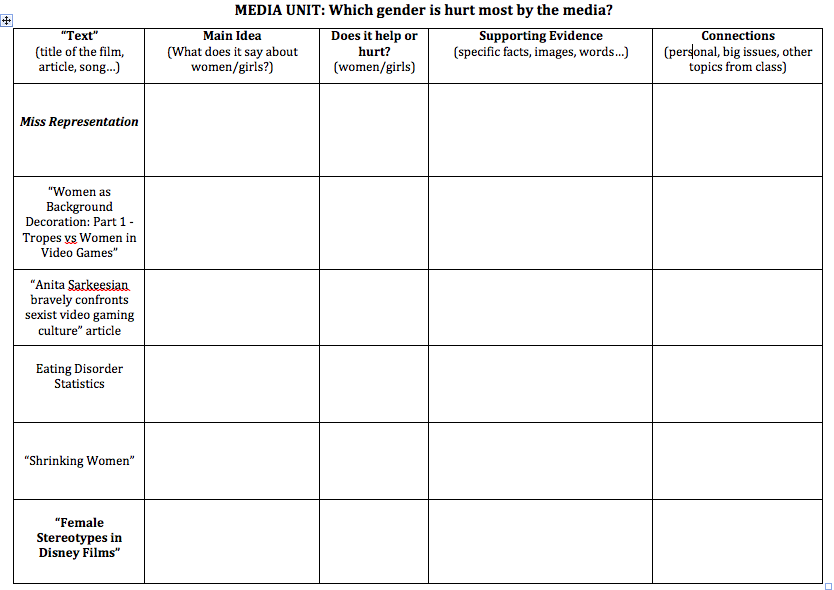 MEDIA UNIT: Which gender is hurt most by the media?
“Text”
(title of the film,
article, song…)
Main Idea
(What does it say about
women/girls?)
Does it help or
hurt?
(women/girls)
Supporting Evidence
(specific facts, images, words…)
Connections
(personal, big issues, other
topics from class)
Miss Representation
“Women as
Background
Decoration: Part 1 -
Tropes vs Women in
Video Games”
“Anita Sarkeesian
bravely confronts
sexist video gaming
culture” article
Eating Disorder
Statistics
“Shrinking Women”
“Female
Stereotypes in
Disney Films”